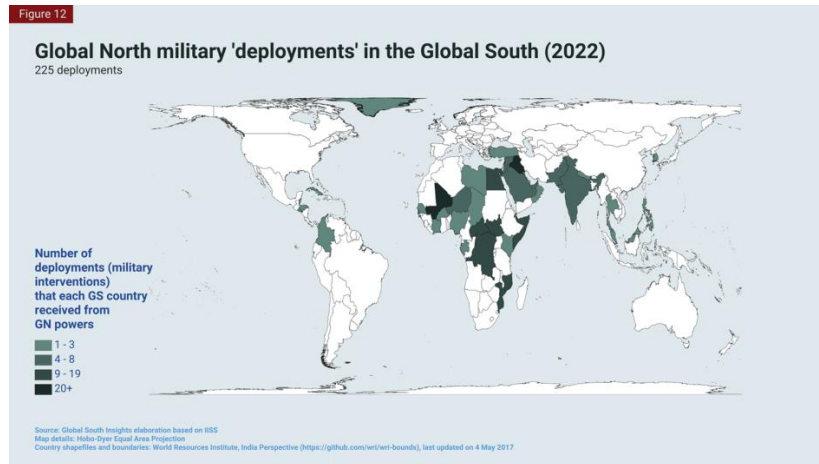 Figure 12
Global North military 'deployments' in the Global South (2022)
225 deployments
Number of
deployments (military
interventions)
that each GS country
received from
GN powers
1 - 3
4 - 8
9 - 19
20+
Source: Global South Insights elaboration based on IISS
Map details: Hobo-Dyer Equal Area Projection
Country shapefiles and boundaries: World Resources Institute, India Perspective (https://github.com/wri/wri-bounds), last updated on 4 May 2017